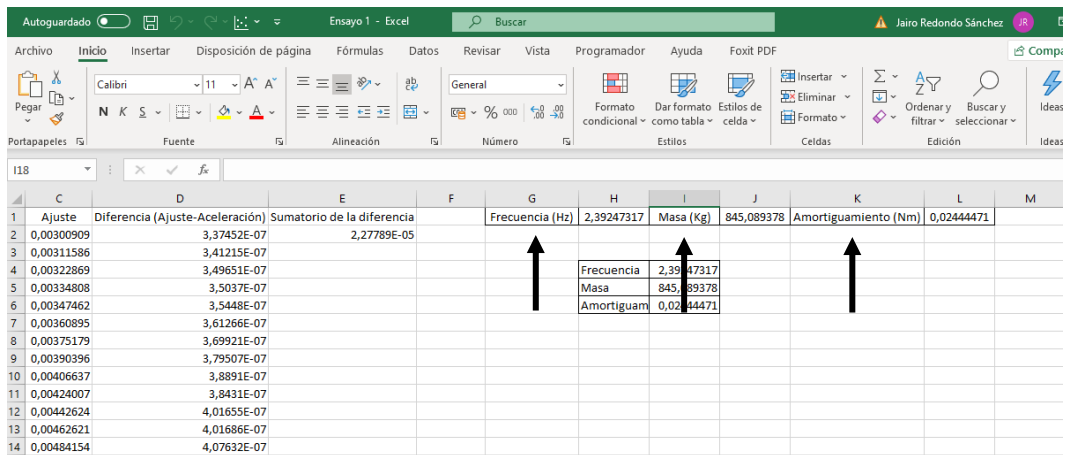 Autoguardado
Ensayo 1 - Excel
Buscar
Jairo Redondo Sánchez
JR
Archivo Inicio Insertar Disposición de página Fórmulas Datos Revisar Vista Programador Ayuda Foxit PDF Compa
Pegar
Calibri 11
N K S
General
% 000
Formato condicional
Dar formato como tabla
Estilos de celda
Insertar
Eliminar
Formato
Ordenar y filtrar
Buscar y seleccionar
Ideas
Portapapeles Fuente Alineación Número Estilos Celdas Edición Ideas
I18 fx
C D E F G H I J K L M
1 Ajuste Diferencia (Ajuste-Aceleración) Sumatorio de la diferencia Frecuencia (Hz) 2,39247317 Masa (Kg) 845,089378 Amortiguamiento (Nm) 0,02444471
2 0,00300909 3,37452E-07 2,27789E-05
3 0,00311586 3,41215E-07
4 0,00322869 3,49651E-07 Frecuencia 2,39247317
5 0,00334808 3,5037E-07 Masa 845,089378
6 0,00347462 3,5448E-07 Amortiguam 0,02444471
7 0,00360895 3,61266E-07
8 0,00375179 3,69921E-07
9 0,00390396 3,79507E-07
10 0,00406637 3,8891E-07
11 0,00424007 3,8431E-07
12 0,00442624 4,01655E-07
13 0,00462621 4,01686E-07
14 0,00484154 4,07632E-07